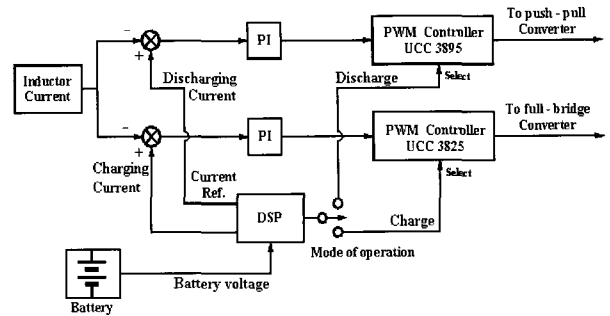 To push - pull
Converter
PWM Controller
UCC 3895
PI
Select
Discharge
Discharging
Current
Inductor
Current
To full - bridge
Converter
PWM Controller
UCC 3825
PI
Select
Charging
Current
Current
Ref.
DSP
Charge
Mode of operation
Battery voltage
Battery
- 
+
-
+